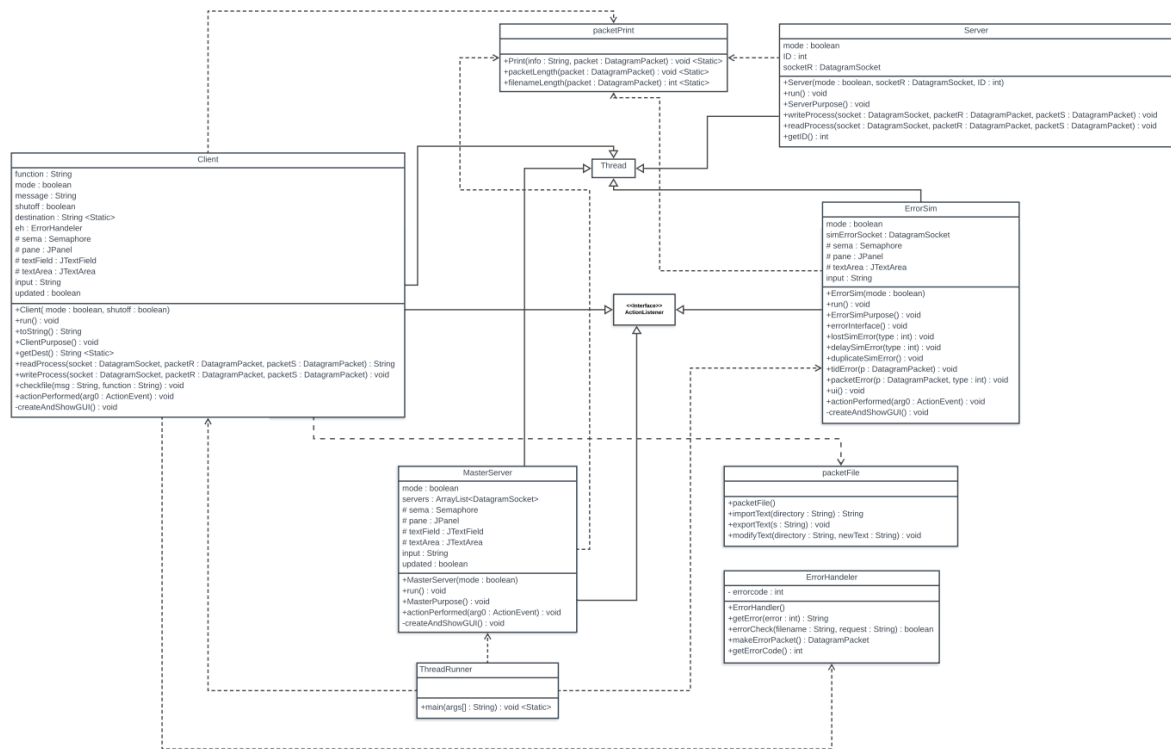 packetPrint
+Print(info : String, packet : DatagramPacket) : void <Static>
+packetLength(packet : DatagramPacket) : void <Static>
+filenameLength(packet : DatagramPacket) : int <Static>
Server
mode : boolean
ID : int
socketR : DatagramSocket
+Server(mode : boolean, socketR : DatagramSocket, ID : int)
+run() : void
+ServerPurpose() : void
+writeProcess(socket : DatagramSocket, packetR : DatagramPacket, packetS : DatagramPacket) : void
+readProcess(socket : DatagramSocket, packetR : DatagramPacket, packetS : DatagramPacket) : void
+getID() : int
Client
function : String
mode : boolean
message : String
shutoff : boolean
destination : String <Static>
eh : ErrorHandeler
# sema : Semaphore
# pane : JPanel
# textField : JTextField
# textArea : JTextArea
input : String
updated : boolean
+Client( mode : boolean, shutoff : boolean)
+run() : void
+toString() : String
+ClientPurpose() : void
+getDest() : String <Static>
+readProcess(socket : DatagramSocket, packetR : DatagramPacket, packetS : DatagramPacket) : String
+writeProcess(socket : DatagramSocket, packetR : DatagramPacket, packetS : DatagramPacket) : void
+checkfile(msg : String, function : String) : void
+actionPerformed(arg0 : ActionEvent) : void
-createAndShowGUI() : void
Thread
<<Interface>>
ActionListener
ErrorSim
mode : boolean
simErrorSocket : DatagramSocket
# sema : Semaphore
# pane : JPanel
# textArea : JTextArea
input : String
+ErrorSim(mode : boolean)
+run() : void
+ErrorSimPurpose() : void
+errorInterface() : void
+lostSimError(type : int) : void
+delaySimError(type : int) : void
+duplicateSimError() : void
+tidError(p : DatagramPacket) : void
+packetError(p : DatagramPacket, type : int) : void
+ui() : void
+actionPerformed(arg0 : ActionEvent) : void
-createAndShowGUI() : void
MasterServer
mode : boolean
servers : ArrayList<DatagramSocket>
# sema : Semaphore
# pane : JPanel
# textField : JTextField
# textArea : JTextArea
input : String
updated : boolean
+MasterServer(mode : boolean)
+run() : void
+MasterPurpose() : void
+actionPerformed(arg0 : ActionEvent) : void
-createAndShowGUI() : void
packetFile
+packetFile()
+importText(directory : String) : String
+exportText(s : String) : void
+modifyText(directory : String, newText : String) : void
ErrorHandeler
- errorcode : int
+ErrorHandler()
+getError(error : int) : String
+errorCheck(filename : String, request : String) : boolean
+makeErrorPacket() : DatagramPacket
+getErrorCode() : int
ThreadRunner
+main(args[] : String) : void <Static>